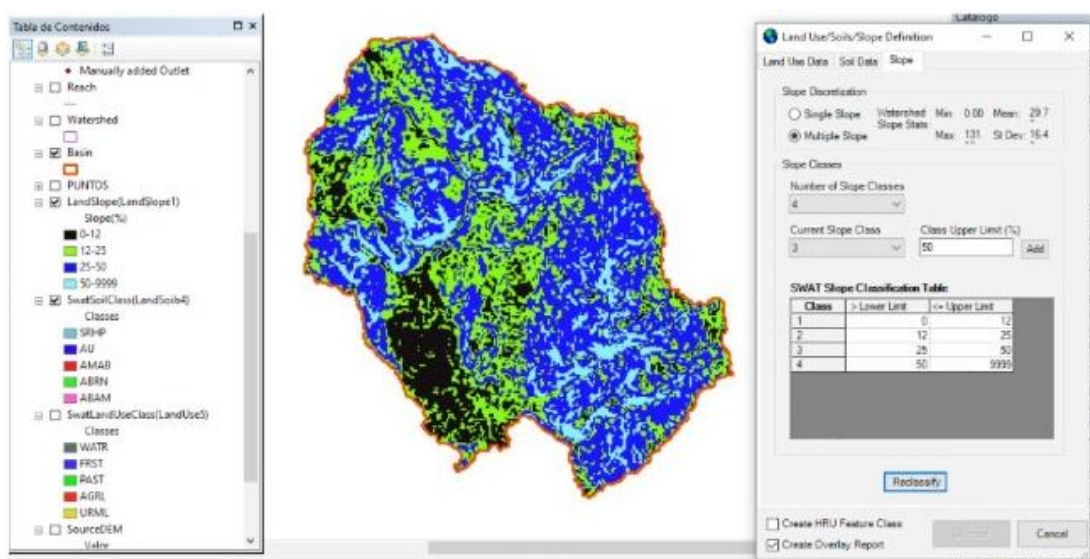 Tabla de Contenidos
Manually added Outlet
Reach
Watershed
Basin
PUNTOS
LandSlope(LandSlope1)
Slope(%)
0-12
12-25
25-50
50-9999
SwatSoilClass(LandSoils4)
Classes
SRHP
AU
AMAB
ABRN
ABAM
SwatLandUseClass(LandUse5)
Classes
WATR
FRST
PAST
AGRL
URML
SourceDEM
Catalogo
Land Use/Soils/Slope Definition
Land Use Data Soil Data Slope
Slope Discretization
Single Slope
Multiple Slope
Watershed Slope Stats:
Min: 0.00 Mean: 29.7
Max: 131. St Dev: 16.4
Slope Classes
Number of Slope Classes
4
Current Slope Class Class Upper Limit (%)
3 50 Add
SWAT Slope Classification Table
Class > Lower Limit <= Upper Limit
1 0 12
2 12 25
3 25 50
4 50 9999
Reclassify
Create HRU Feature Class
Create Overlay Report
Cancel